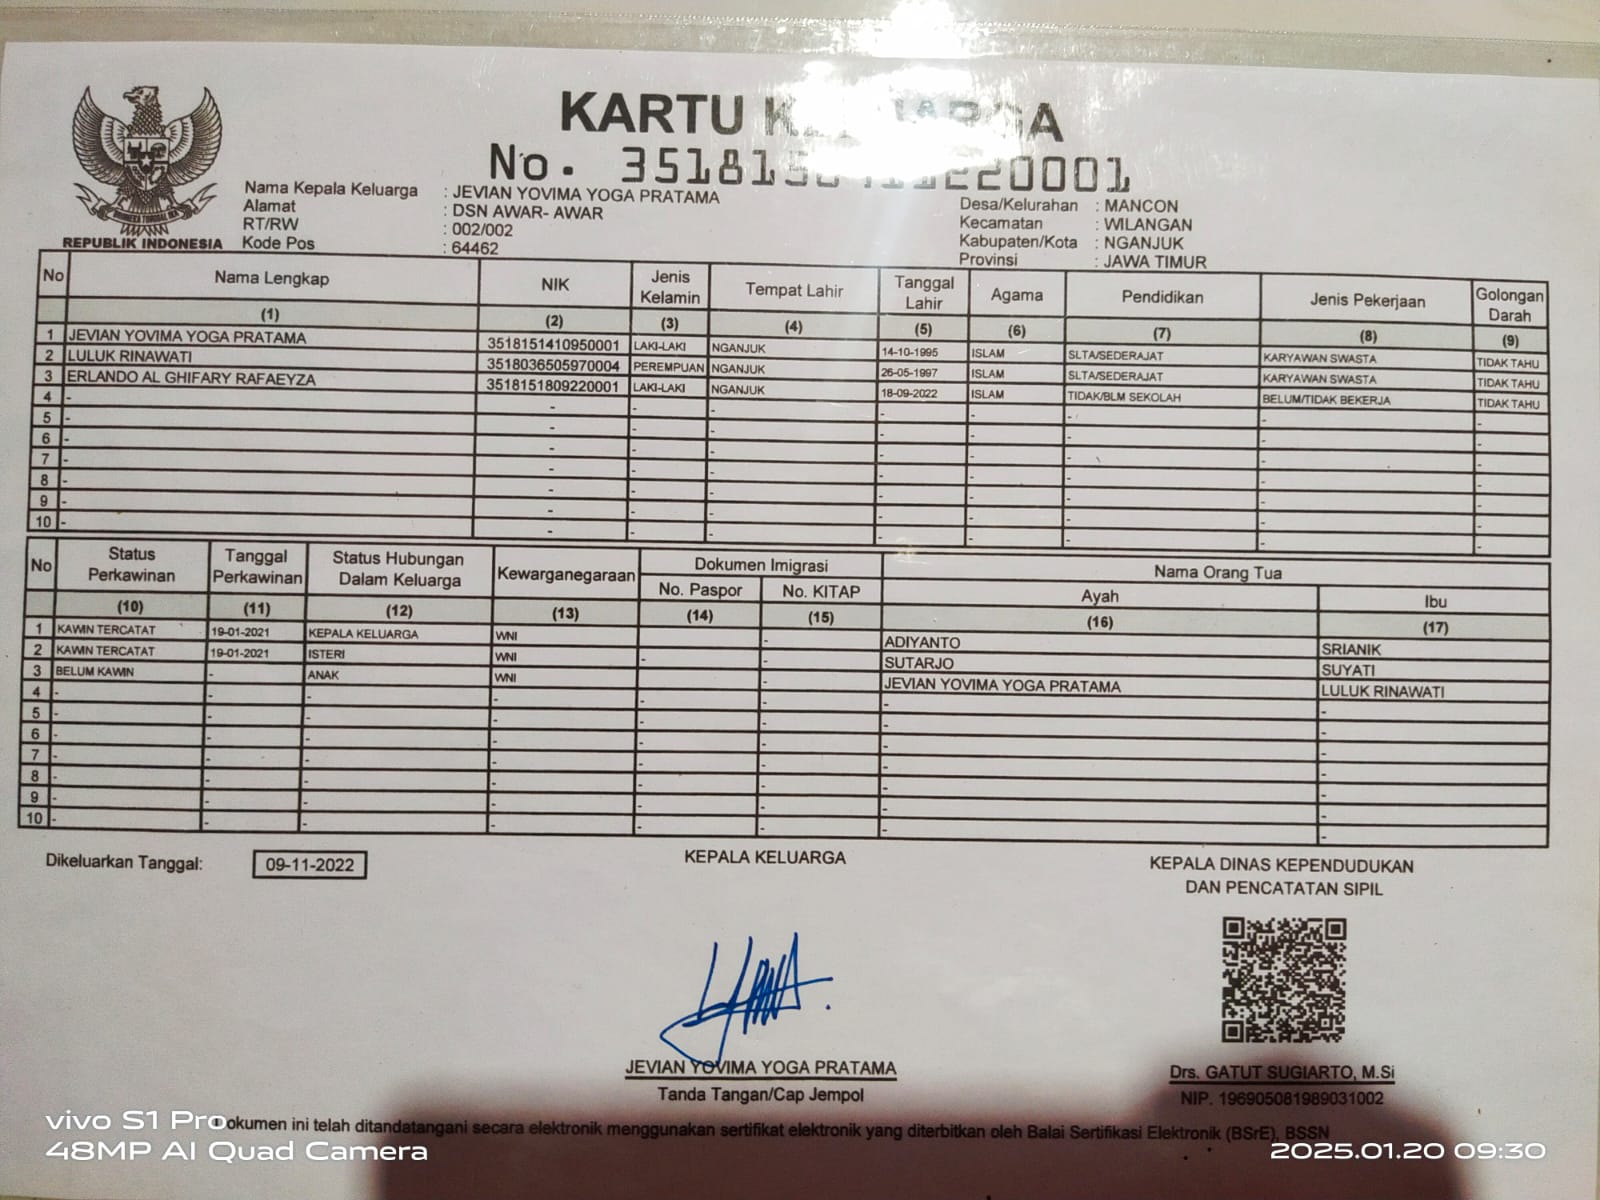 KARTU KELUARGA
No.
REPUBLIK INDONESIA
Nama Kepala Keluarga : JEVIAN YOVIMA YOGA PRATAMA
Alamat : DSN AWAR- AWAR
RT/RW : 002/002
Kode Pos : 64462
Desa/Kelurahan : MANCON
Kecamatan : WILANGAN
Kabupaten/Kota : NGANJUK
Provinsi : JAWA TIMUR
No Nama Lengkap NIK Jenis Kelamin Tempat Lahir Tanggal Lahir Agama Pendidikan Jenis Pekerjaan Golongan Darah
(1) (2) (3) (4) (5) (6) (7) (8) (9)
1 JEVIAN YOVIMA YOGA PRATAMA 3518151410950001 LAKI-LAKI NGANJUK 14-10-1995 ISLAM SLTA/SEDERAJAT KARYAWAN SWASTA TIDAK TAHU
2 LULUK RINAWATI 3518036505970004 PEREMPUAN NGANJUK 26-05-1997 ISLAM SLTA/SEDERAJAT KARYAWAN SWASTA TIDAK TAHU
3 ERLANDO AL GHIFARY RAFAEYZA 3518151809220001 LAKI-LAKI NGANJUK 18-09-2022 ISLAM TIDAK/BLM SEKOLAH BELUM/TIDAK BEKERJA TIDAK TAHU
4 - - - - - - - - -
5 - - - - - - - - -
6 - - - - - - - - -
7 - - - - - - - - -
8 - - - - - - - - -
9 - - - - - - - - -
10 - - - - - - - - -
No Status Perkawinan Tanggal Perkawinan Status Hubungan Dalam Keluarga Kewarganegaraan Dokumen Imigrasi Nama Orang Tua
No. Paspor No. KITAP Ayah Ibu
(10) (11) (12) (13) (14) (15) (16) (17)
1 KAWIN TERCATAT 19-01-2021 KEPALA KELUARGA WNI - ADIYANTO SRIANIK
2 KAWIN TERCATAT 19-01-2021 ISTERI WNI - - SUTARJO SUYATI
3 BELUM KAWIN - ANAK WNI - - JEVIAN YOVIMA YOGA PRATAMA LULUK RINAWATI
4 - - - - - - - -
5 - - - - - - - -
6 - - - - - - - -
7 - - - - - - - -
8 - - - - - - - -
9 - - - - - - - -
10 - - - - - - - -
Dikeluarkan Tanggal: 09-11-2022
KEPALA KELUARGA
JEVIAN YOVIMA YOGA PRATAMA
Tanda Tangan/Cap Jempol
KEPALA DINAS KEPENDUDUKAN
DAN PENCATATAN SIPIL
Drs. GATUT SUGIARTO, M.Si
NIP. 196905081989031002
Dokumen ini telah ditandatangani secara elektronik menggunakan sertifikat elektronik yang diterbitkan oleh Balai Sertifikasi Elektronik (BSrE), BSSN
vivo S1 Pro
48MP AI Quad Camera
2025.01.20 09:30